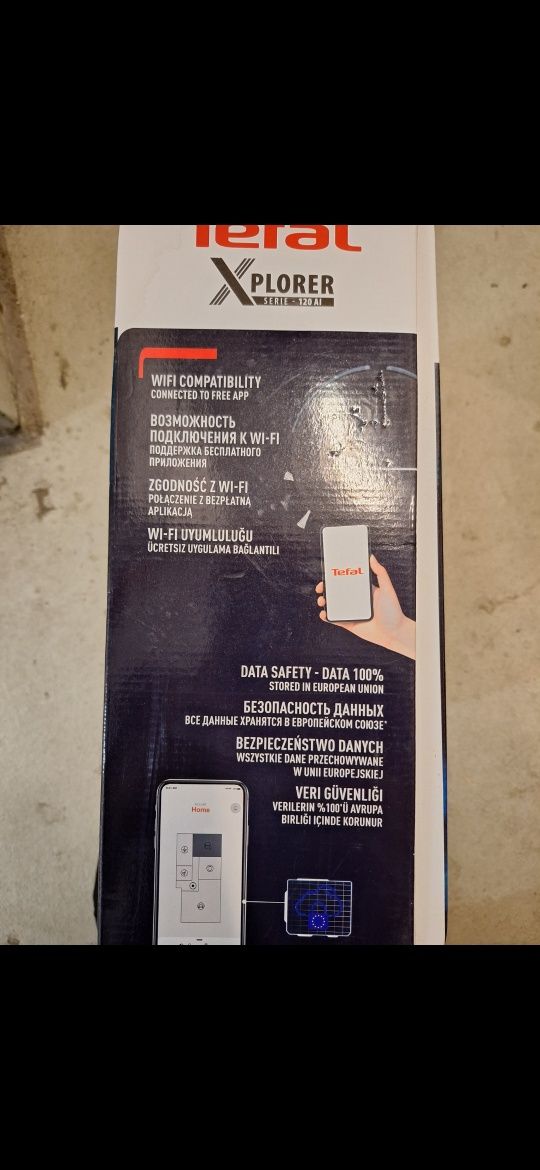 Tefal
XPLORER
SERIE - 120 AI
WIFI COMPATIBILITY
CONNECTED TO FREE APP
ВОЗМОЖНОСТЬ
ПОДКЛЮЧЕНИЯ К WI-FI
ПОДДЕРЖКА БЕСПЛАТНОГО
ПРИЛОЖЕНИЯ
ZGODNOŚĆ Z WI-FI
POŁACZENIE Z BEZPŁATNĄ
APLIKACJĄ
WI-FI UYUMLULUĞU
ÜCRETSIZ UYGULAMA BAĞLANTILI
Tefal
DATA SAFETY - DATA 100%
STORED IN EUROPEAN UNION
БЕЗОПАСНОСТЬ ДАННЫХ
ВСЕ ДАННЫЕ ХРАНЯТСЯ В ЕВРОПЕЙСКОМ СОЮЗЕ*
BEZPIECZEŃSTWO DANYCH
WSZYSTKIE DANE PRZECHOWYWANE
W UNII EUROPEJSKIEJ
VERI GÜVENLIĞI
VERILERIN %100'Ü AVRUPA
BIRLIĞI IÇINDE KORUNUR
Home